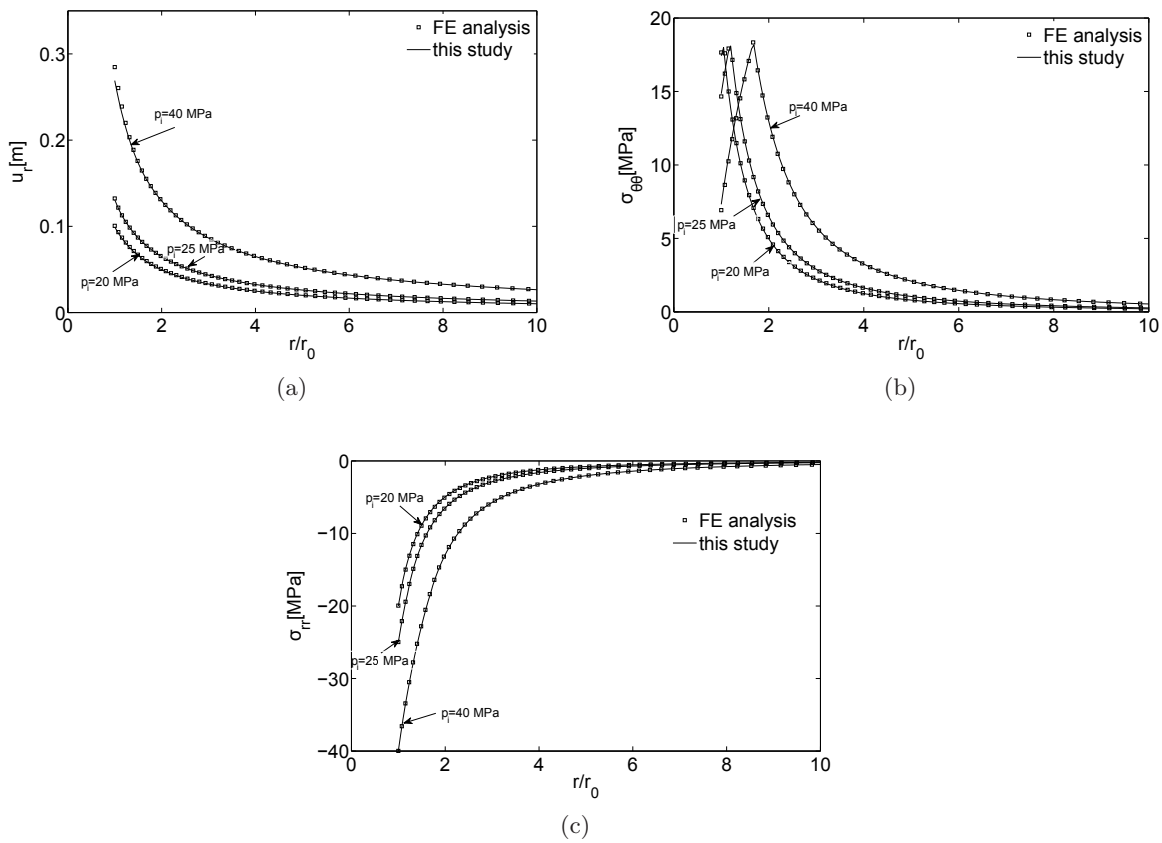 FE analysis
this study
0.3
0.2
0.1
0
u_r[m]
p_i=40 MPa
p_i=25 MPa
p_i=20 MPa
0 2 4 6 8 10
r/r_0
(a)
FE analysis
this study
20
15
10
5
0
σ_θθ[MPa]
p_i=40 MPa
p_i=25 MPa
p_i=20 MPa
0 2 4 6 8 10
r/r_0
(b)
0
−10
−20
−30
−40
σ_rr[MPa]
p_i=20 MPa
FE analysis
this study
p_i=25 MPa
p_i=40 MPa
0 2 4 6 8 10
r/r_0
(c)